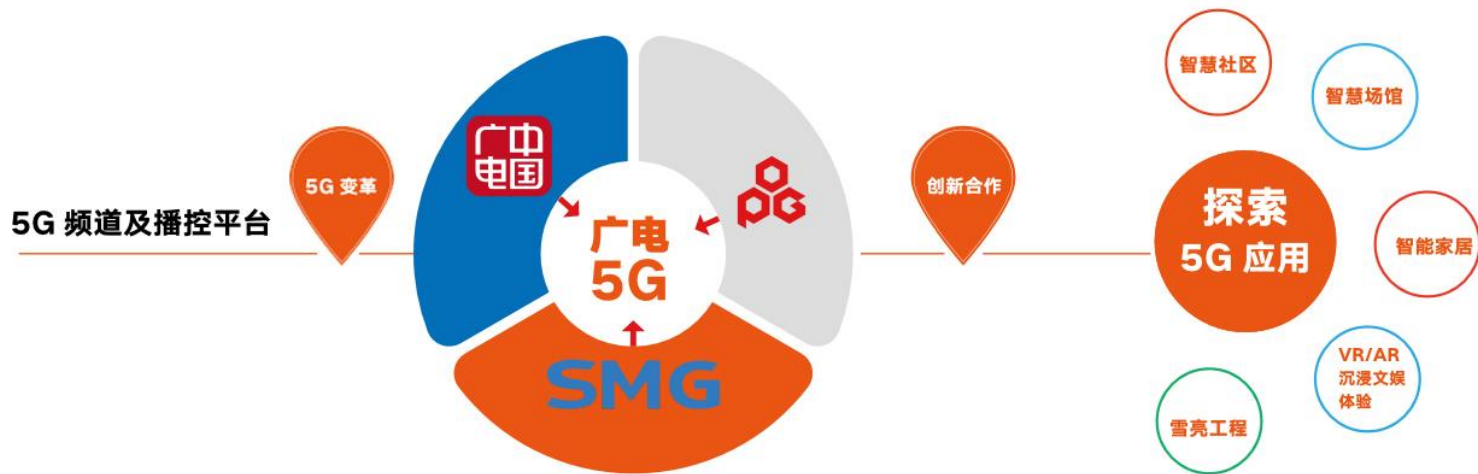 5G 频道及播控平台
5G 变革
广中
电国
广电
5G
OPG
SMG
创新合作
探索
5G 应用
智慧社区
智慧场馆
智能家居
VR/AR
沉浸文娱
体验
雪亮工程